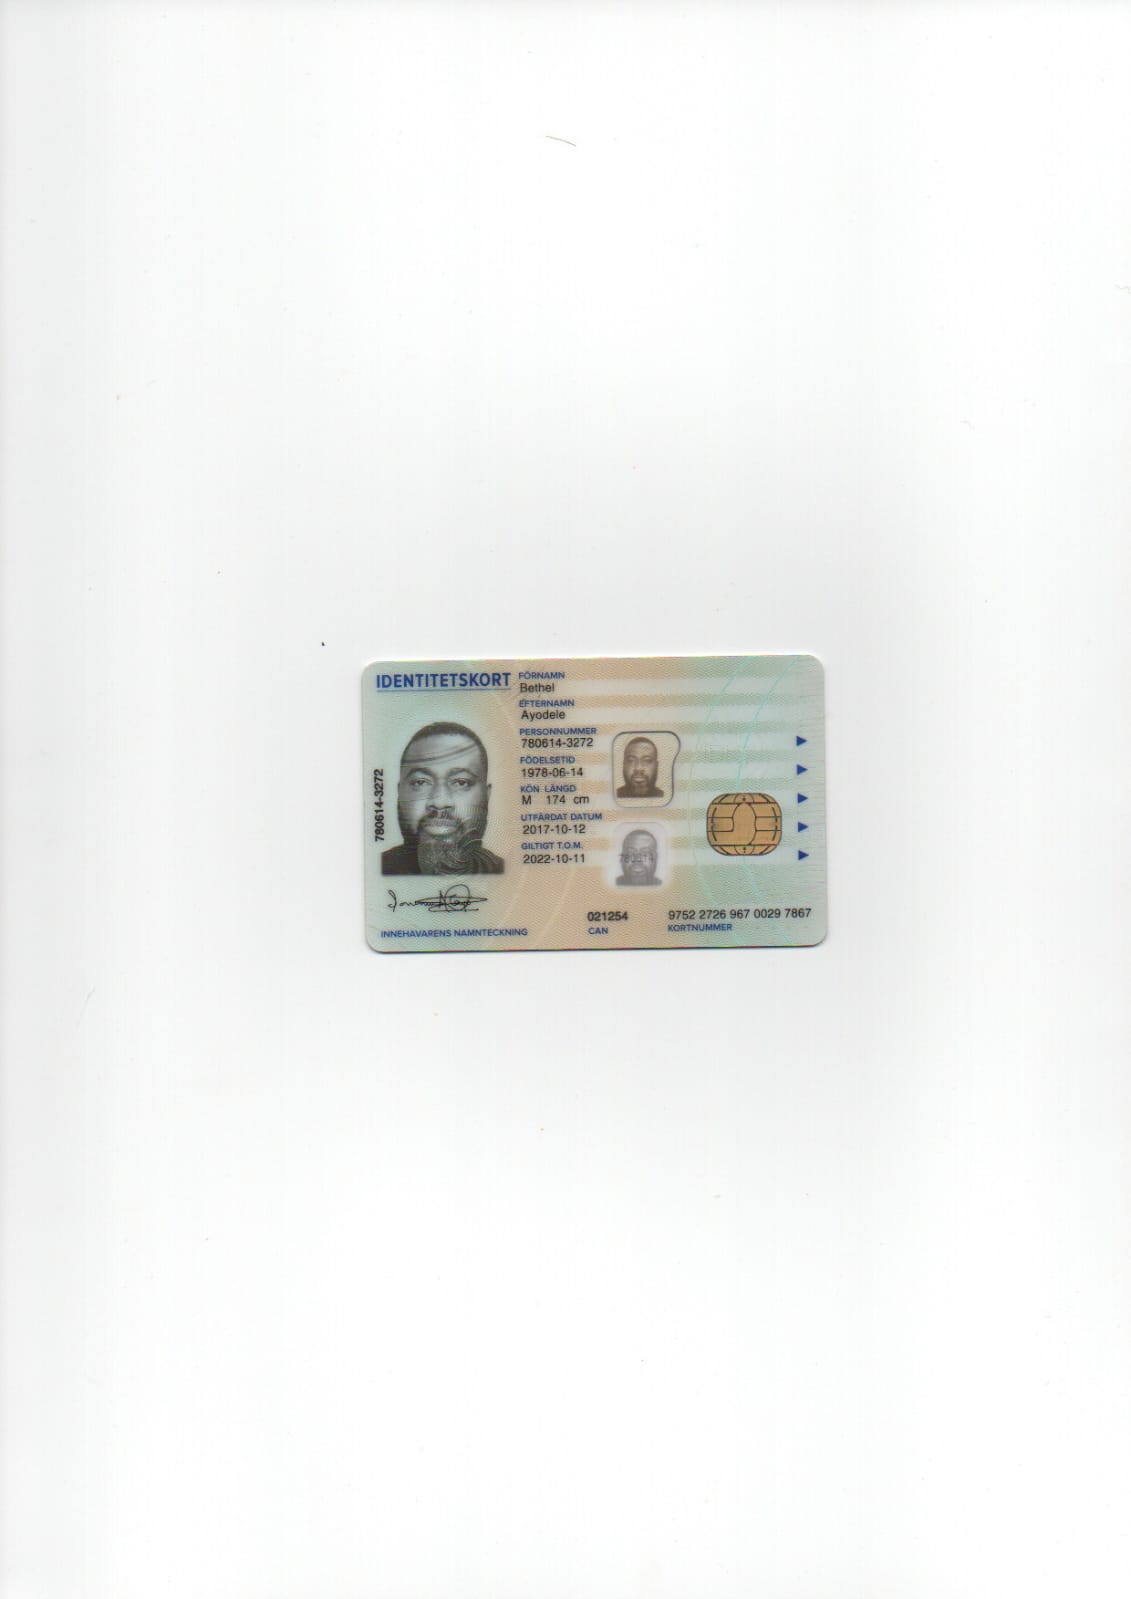 IDENTITETSKORT
FÖRNAMN
Bethel
EFTERNAMN
Ayodele
PERSONNUMMER
780614-3272
FÖDELSETID
1978-06-14
KÖN LÄNGD
M 174 cm
UTFÄRDAT DATUM
2017-10-12
GILTIGT T.O.M.
2022-10-11
780614-3272
780614
INNEHAVARENS NAMNTECKNING
021254
CAN
9752 2726 967 0029 7867
KORTNUMMER